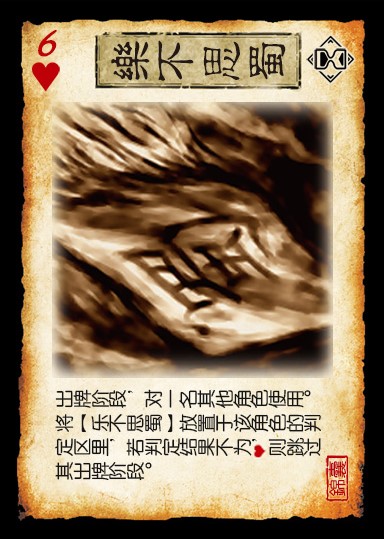 6
樂不思蜀
出牌阶段，对一名其他角色使用。
将【乐不思蜀】放置于该角色的判
定区里，若判定结果不为♥，则跳过
其出牌阶段。
錦囊